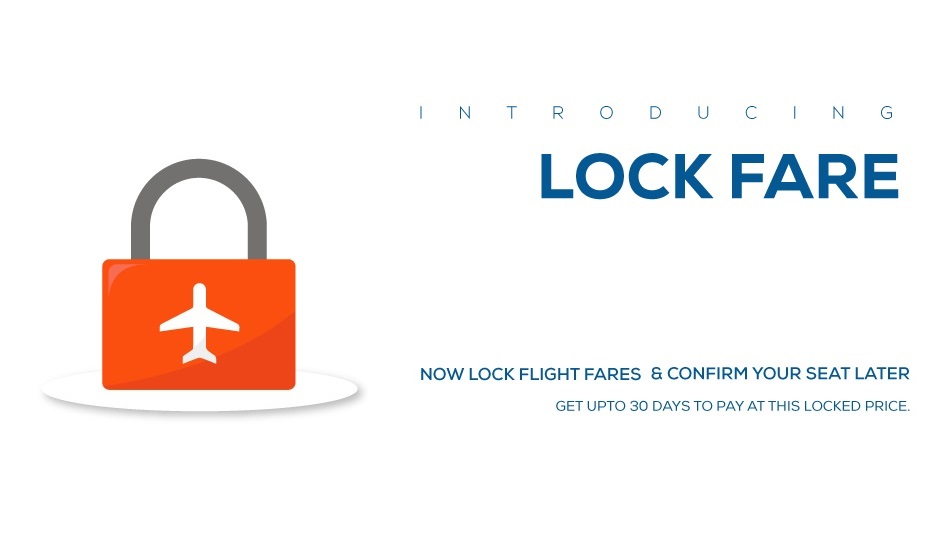 INTRODUCING
LOCK FARE
NOW LOCK FLIGHT FARES & CONFIRM YOUR SEAT LATER
GET UPTO 30 DAYS TO PAY AT THIS LOCKED PRICE.